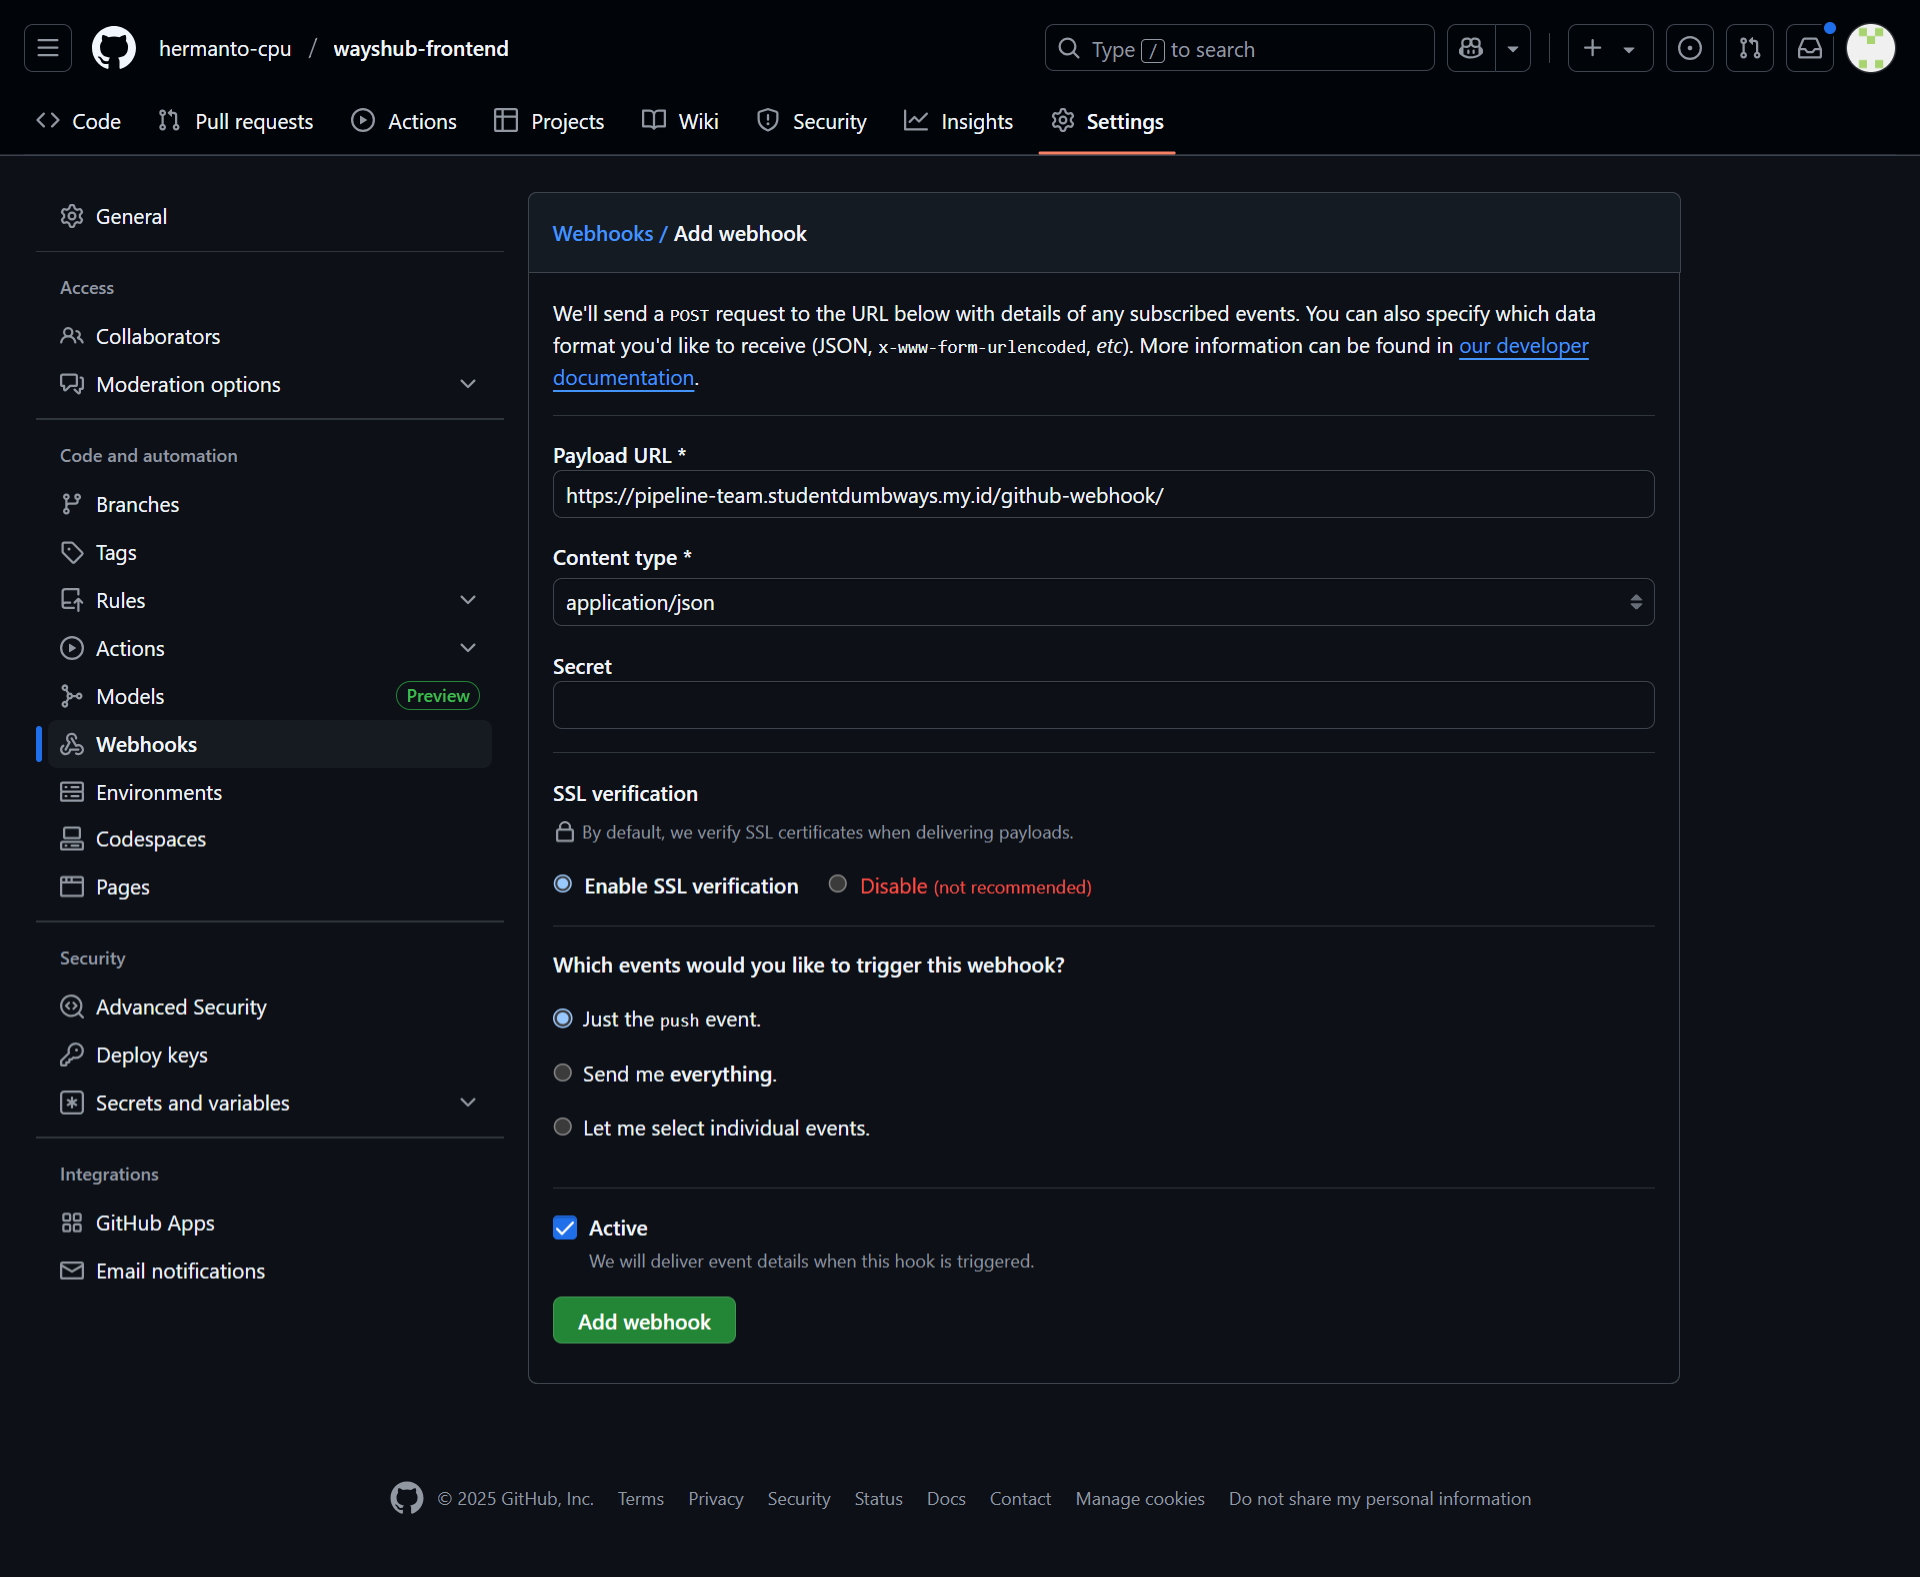 hermanto-cpu / wayshub-frontend
Type / to search
Code Pull requests Actions Projects Wiki Security Insights Settings
General
Access
Collaborators
Moderation options
Code and automation
Branches
Tags
Rules
Actions
Models Preview
Webhooks
Environments
Codespaces
Pages
Security
Advanced Security
Deploy keys
Secrets and variables
Integrations
GitHub Apps
Email notifications
Webhooks / Add webhook
We'll send a POST request to the URL below with details of any subscribed events. You can also specify which data
format you'd like to receive (JSON, x-www-form-urlencoded, etc). More information can be found in our developer
documentation.
Payload URL *
https://pipeline-team.studentdumbways.my.id/github-webhook/
Content type *
application/json
Secret
SSL verification
By default, we verify SSL certificates when delivering payloads.
Enable SSL verification Disable (not recommended)
Which events would you like to trigger this webhook?
Just the push event.
Send me everything.
Let me select individual events.
Active
We will deliver event details when this hook is triggered.
Add webhook
© 2025 GitHub, Inc. Terms Privacy Security Status Docs Contact Manage cookies Do not share my personal information